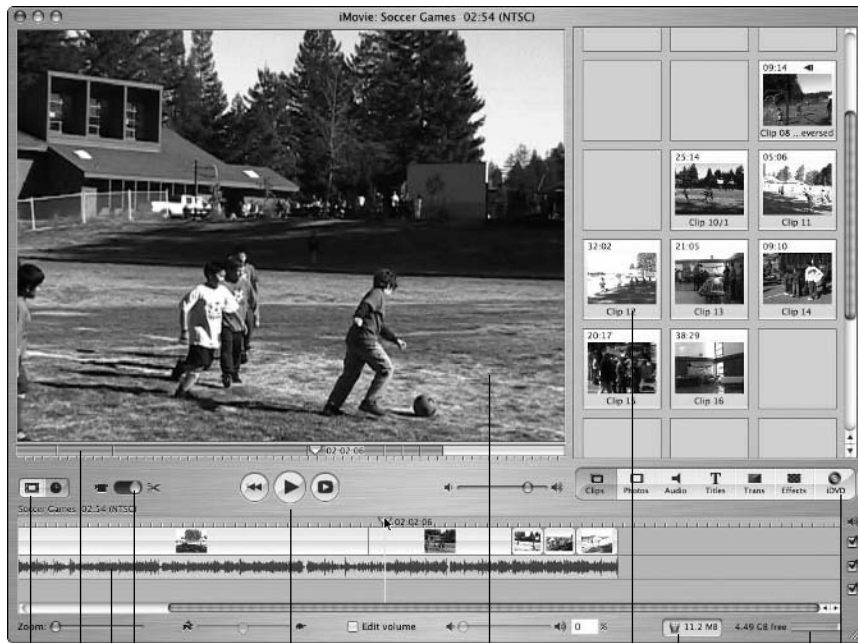 iMovie: Soccer Games 02:54 (NTSC)
09:14
Clip 08 ...eversed
25:14
05:06
Clip 10/1
Clip 11
32:02
21:05
09:10
Clip 12
Clip 13
Clip 14
20:17
38:29
Clip 15
Clip 16
02:02:06
Clips
Photos
Audio
Titles
Trans
Effects
iDVD
Soccer Games 02:54 (NTSC)
02:02:06
Zoom:
Edit volume
0 %
11.2 MB
4.49 GB free